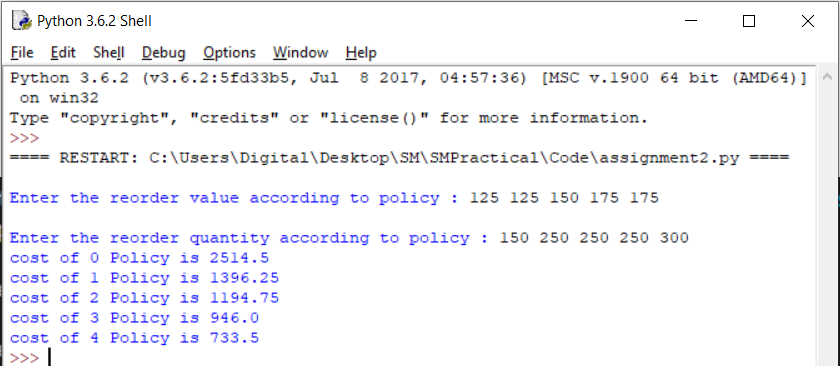 Python 3.6.2 Shell
File Edit Shell Debug Options Window Help
Python 3.6.2 (v3.6.2:5fd33b5, Jul  8 2017, 04:57:36) [MSC v.1900 64 bit (AMD64)]
 on win32
Type "copyright", "credits" or "license()" for more information.
>>>
==== RESTART: C:\Users\Digital\Desktop\SM\SMPractical\Code\assignment2.py ====
Enter the reorder value according to policy : 125 125 150 175 175
Enter the reorder quantity according to policy : 150 250 250 250 300
cost of 0 Policy is 2514.5
cost of 1 Policy is 1396.25
cost of 2 Policy is 1194.75
cost of 3 Policy is 946.0
cost of 4 Policy is 733.5
>>>